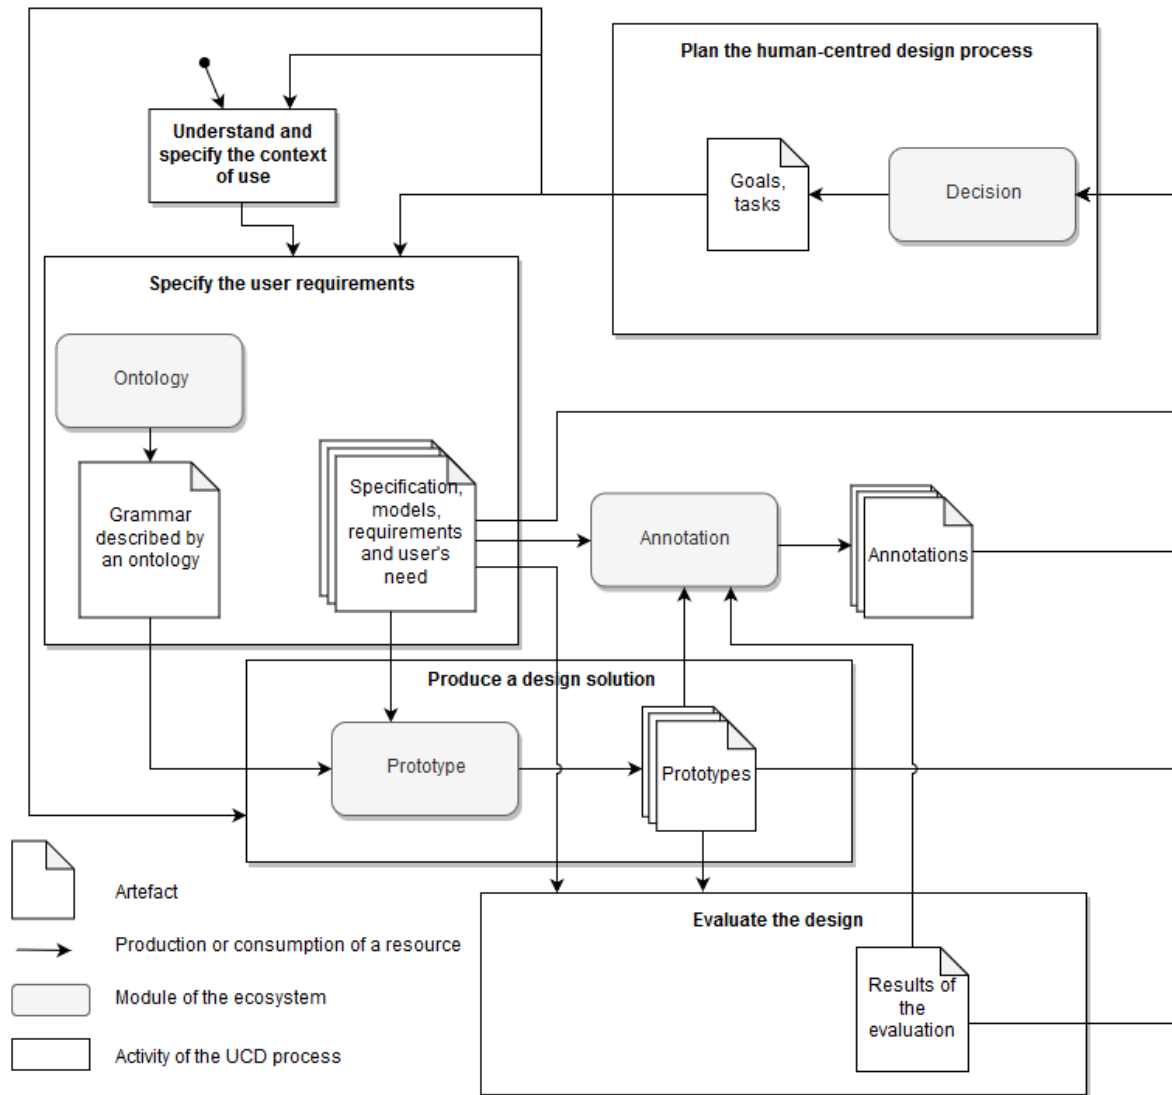 Plan the human-centred design process
Understand and
specify the context
of use
Goals,
tasks
Decision
Specify the user requirements
Ontology
Grammar
described by
an ontology
Specification,
models,
requirements
and user's
need
Annotation
Annotations
Produce a design solution
Prototype
Prototypes
Evaluate the design
Results of
the
evaluation
Artefact
Production or consumption of a resource
Module of the ecosystem
Activity of the UCD process